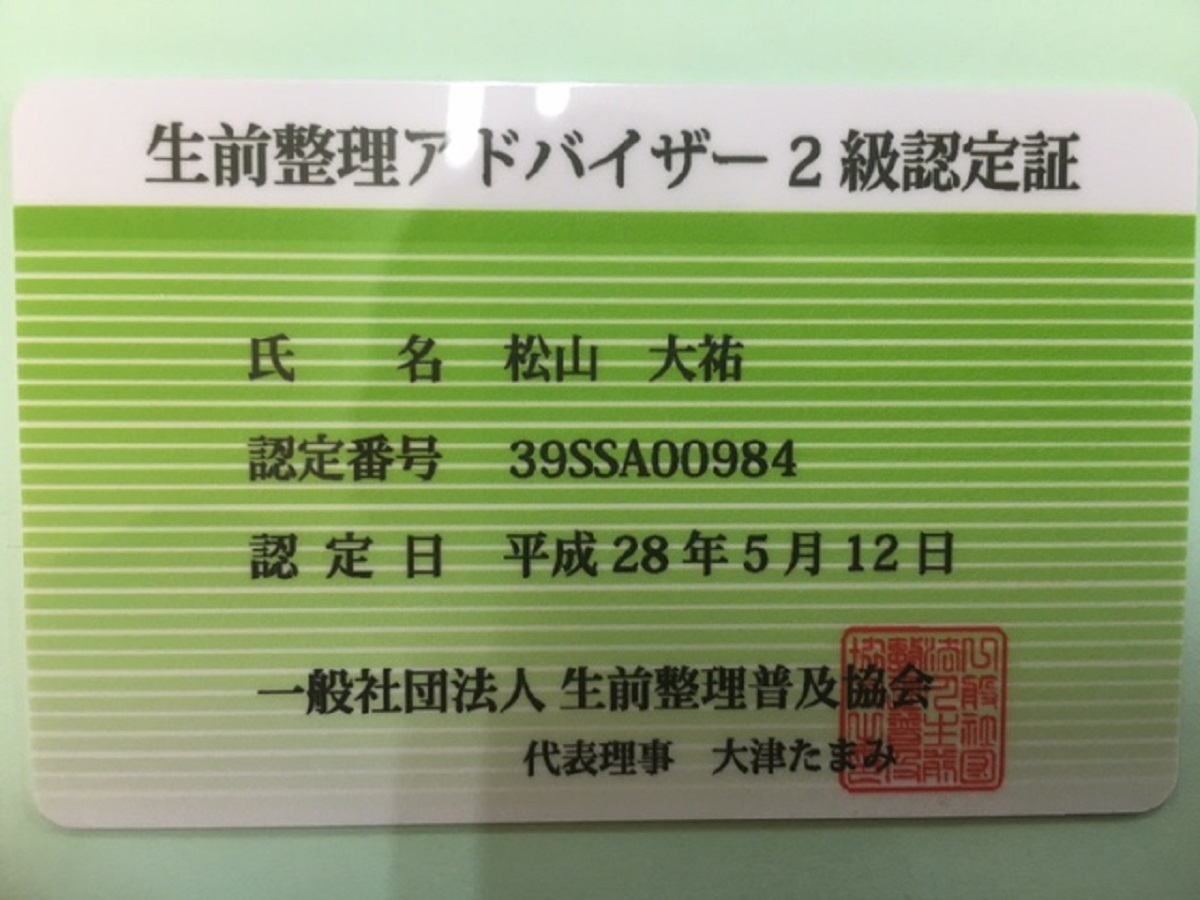 生前整理アドバイザー2級認定証
氏名 松山 大祐
認定番号 39SSA00984
認定日 平成28年5月12日
一般社団法人 生前整理普及協会
代表理事 大津たまみ